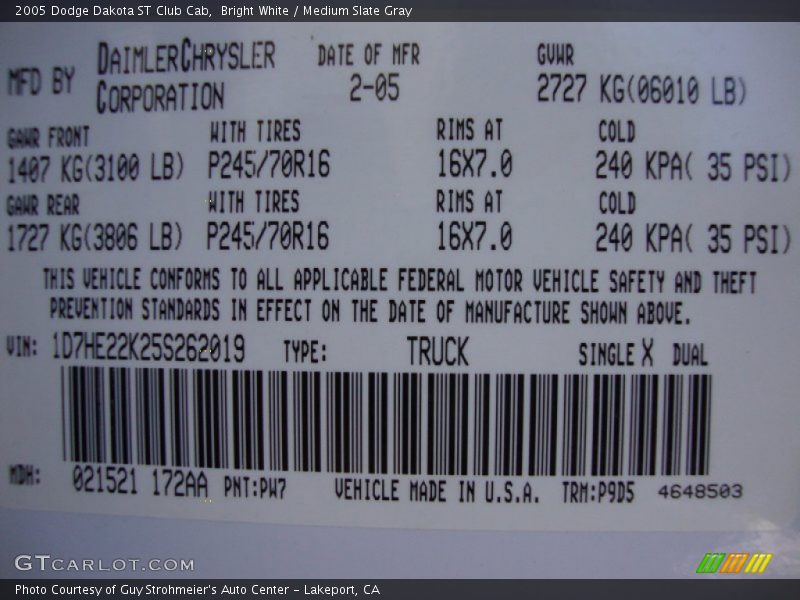 2005 Dodge Dakota ST Club Cab,  Bright White / Medium Slate Gray
MFD BY DAIMLERCHRYSLER CORPORATION DATE OF MFR 2-05 GVWR 2727 KG(06010 LB)
GAWR FRONT WITH TIRES RIMS AT COLD
1407 KG(3100 LB) P245/70R16 16X7.0 240 KPA( 35 PSI)
GAWR REAR WITH TIRES RIMS AT COLD
1727 KG(3806 LB) P245/70R16 16X7.0 240 KPA( 35 PSI)
THIS VEHICLE CONFORMS TO ALL APPLICABLE FEDERAL MOTOR VEHICLE SAFETY AND THEFT
PREVENTION STANDARDS IN EFFECT ON THE DATE OF MANUFACTURE SHOWN ABOVE.
VIN: 1D7HE22K25S262019 TYPE: TRUCK SINGLE X DUAL
MDH: 021521 172AA PNT:PW7 VEHICLE MADE IN U.S.A. TRM:P9D5 4648503
GTCARLOT.COM
Photo Courtesy of Guy Strohmeier's Auto Center – Lakeport, CA